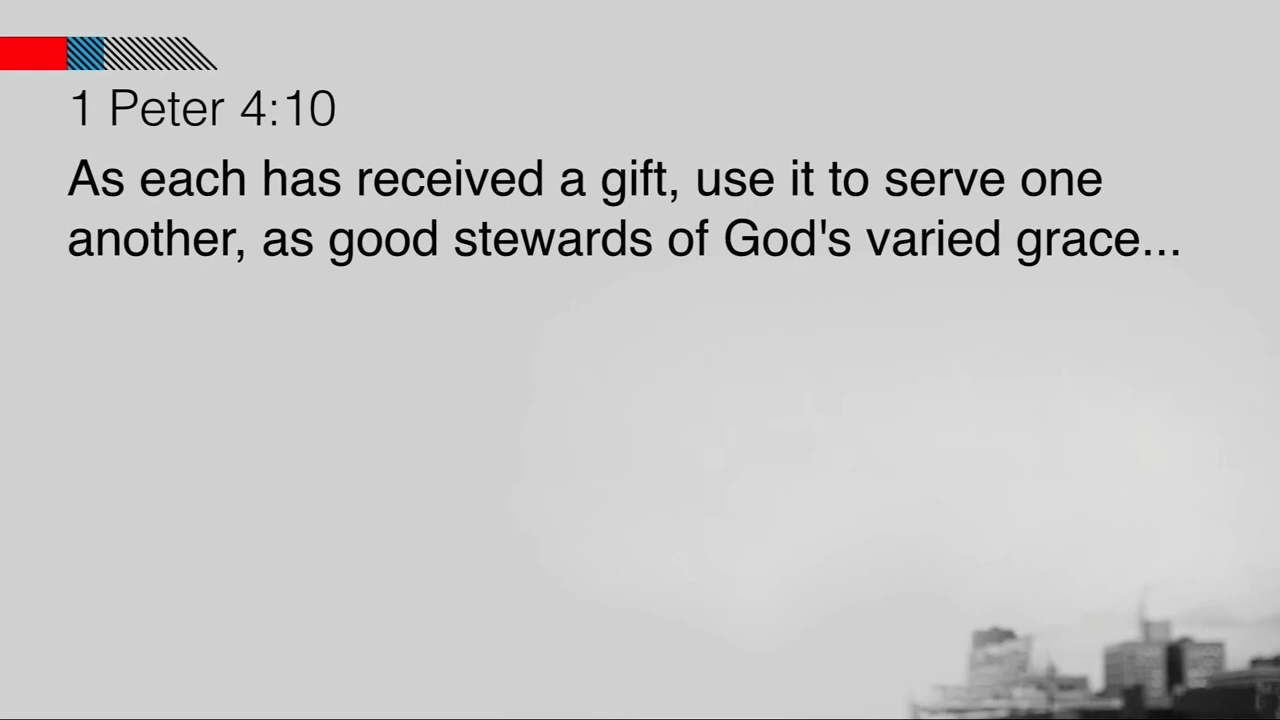 1 Peter 4:10
As each has received a gift, use it to serve one
another, as good stewards of God's varied grace...